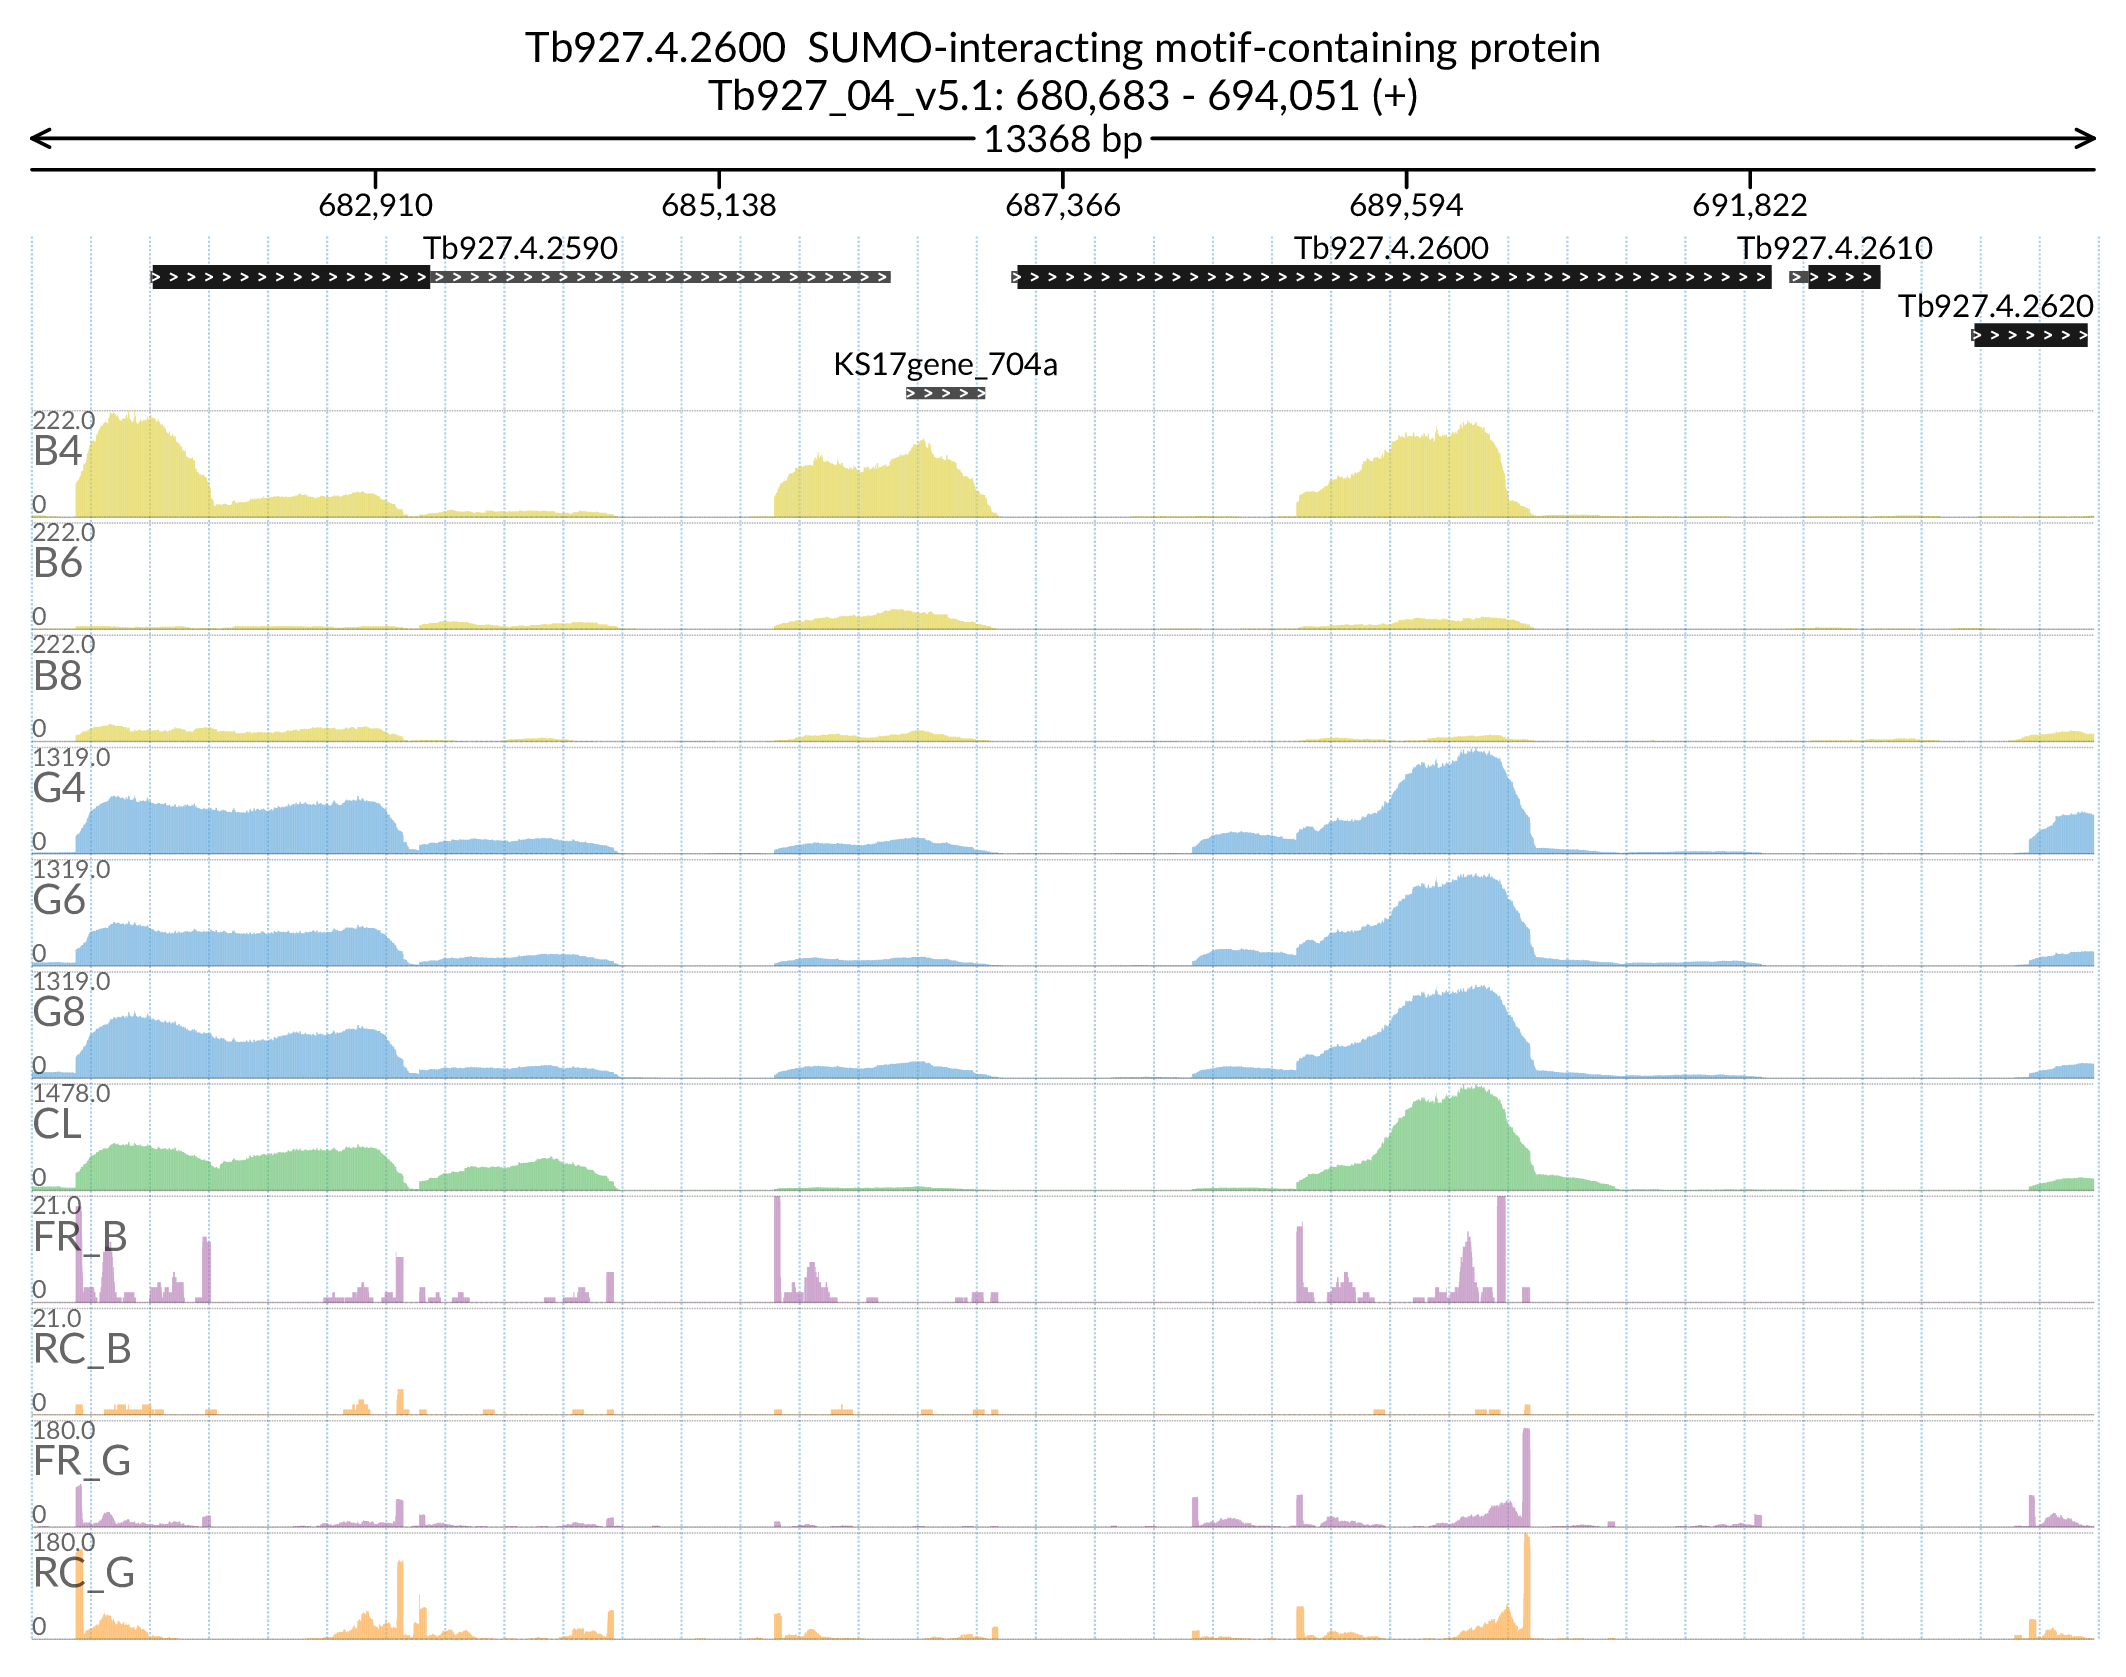 Tb927.4.2600  SUMO-interacting motif-containing protein
Tb927_04_v5.1: 680,683 - 694,051 (+)
13368 bp
682,910 685,138 687,366 689,594 691,822
Tb927.4.2590 Tb927.4.2600 Tb927.4.2610
Tb927.4.2620
KS17gene_704a
222.0
B4
0
222.0
B6
0
222.0
B8
0
1319.0
G4
0
1319.0
G6
0
1319.0
G8
0
1478.0
CL
0
21.0
FR_B
0
21.0
RC_B
0
180.0
FR_G
0
180.0
RC_G
0